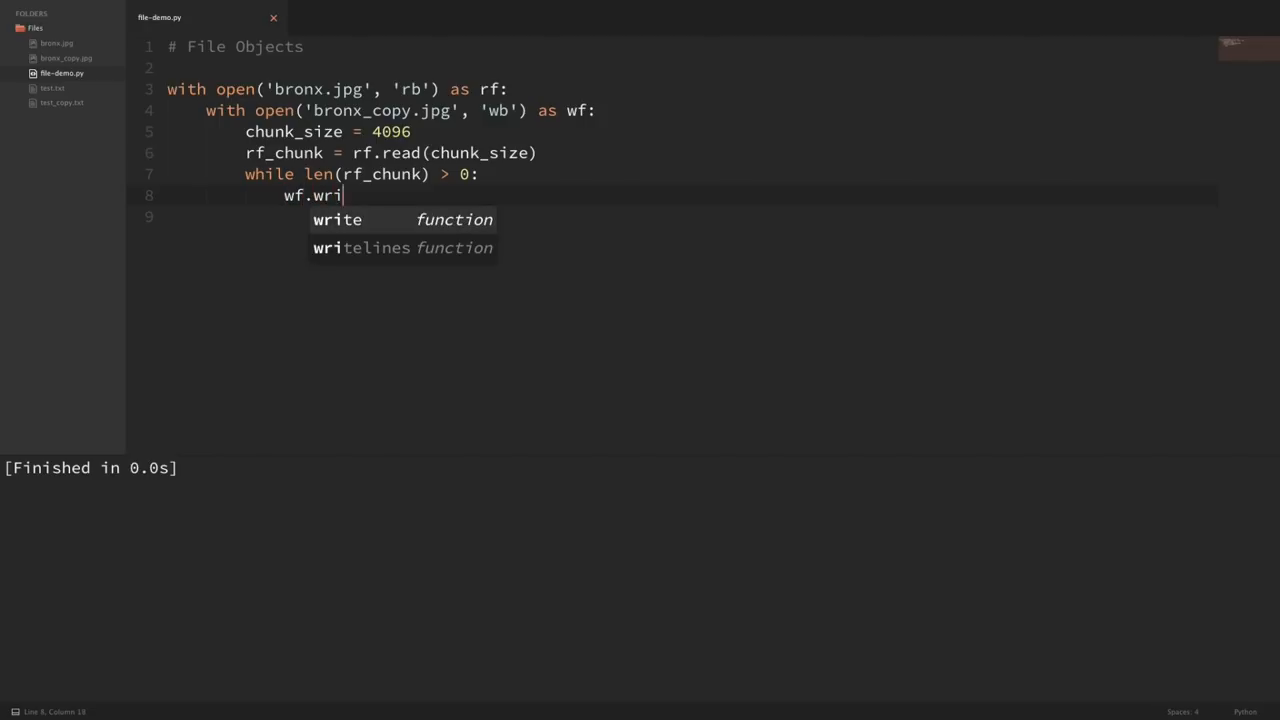 FOLDERS
Files
bronx.jpg
bronx_copy.jpg
file-demo.py
test.txt
test_copy.txt
file-demo.py ×
1 # File Objects
2
3 with open('bronx.jpg', 'rb') as rf:
4     with open('bronx_copy.jpg', 'wb') as wf:
5         chunk_size = 4096
6         rf_chunk = rf.read(chunk_size)
7         while len(rf_chunk) > 0:
8             wf.wri
write function
writelines function
9
[Finished in 0.0s]
Line 8, Column 18 Spaces: 4 Python